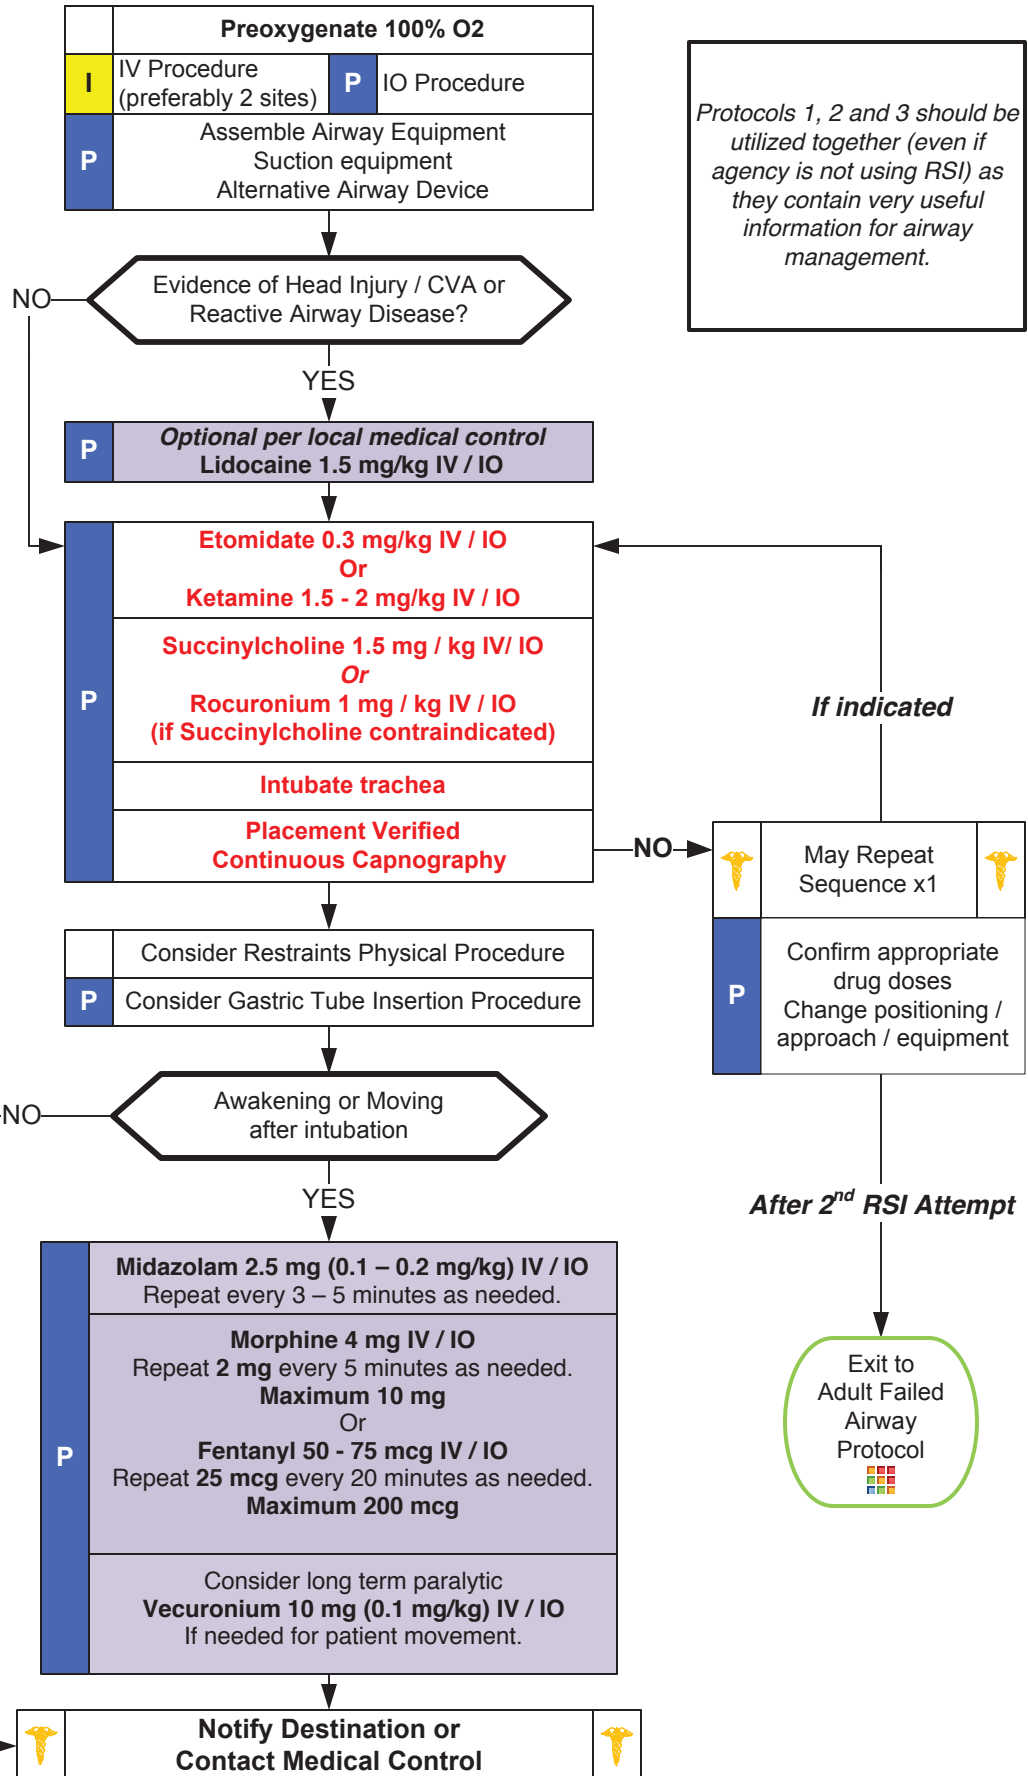 Preoxygenate 100% O2
I
IV Procedure
(preferably 2 sites)
P
IO Procedure
P
Assemble Airway Equipment
Suction equipment
Alternative Airway Device
Protocols 1, 2 and 3 should be
utilized together (even if
agency is not using RSI) as
they contain very useful
information for airway
management.
NO
Evidence of Head Injury / CVA or
Reactive Airway Disease?
YES
P
Optional per local medical control
Lidocaine 1.5 mg/kg IV / IO
P
Etomidate 0.3 mg/kg IV / IO
Or
Ketamine 1.5 - 2 mg/kg IV / IO
Succinylcholine 1.5 mg / kg IV/ IO
Or
Rocuronium 1 mg / kg IV / IO
(if Succinylcholine contraindicated)
Intubate trachea
Placement Verified
Continuous Capnography
If indicated
NO
May Repeat
Sequence x1
P
Confirm appropriate
drug doses
Change positioning /
approach / equipment
Consider Restraints Physical Procedure
P
Consider Gastric Tube Insertion Procedure
NO
Awakening or Moving
after intubation
YES
After 2nd RSI Attempt
P
Midazolam 2.5 mg (0.1 – 0.2 mg/kg) IV / IO
Repeat every 3 – 5 minutes as needed.
Morphine 4 mg IV / IO
Repeat 2 mg every 5 minutes as needed.
Maximum 10 mg
Or
Fentanyl 50 - 75 mcg IV / IO
Repeat 25 mcg every 20 minutes as needed.
Maximum 200 mcg
Consider long term paralytic
Vecuronium 10 mg (0.1 mg/kg) IV / IO
If needed for patient movement.
Exit to
Adult Failed
Airway
Protocol
Notify Destination or
Contact Medical Control